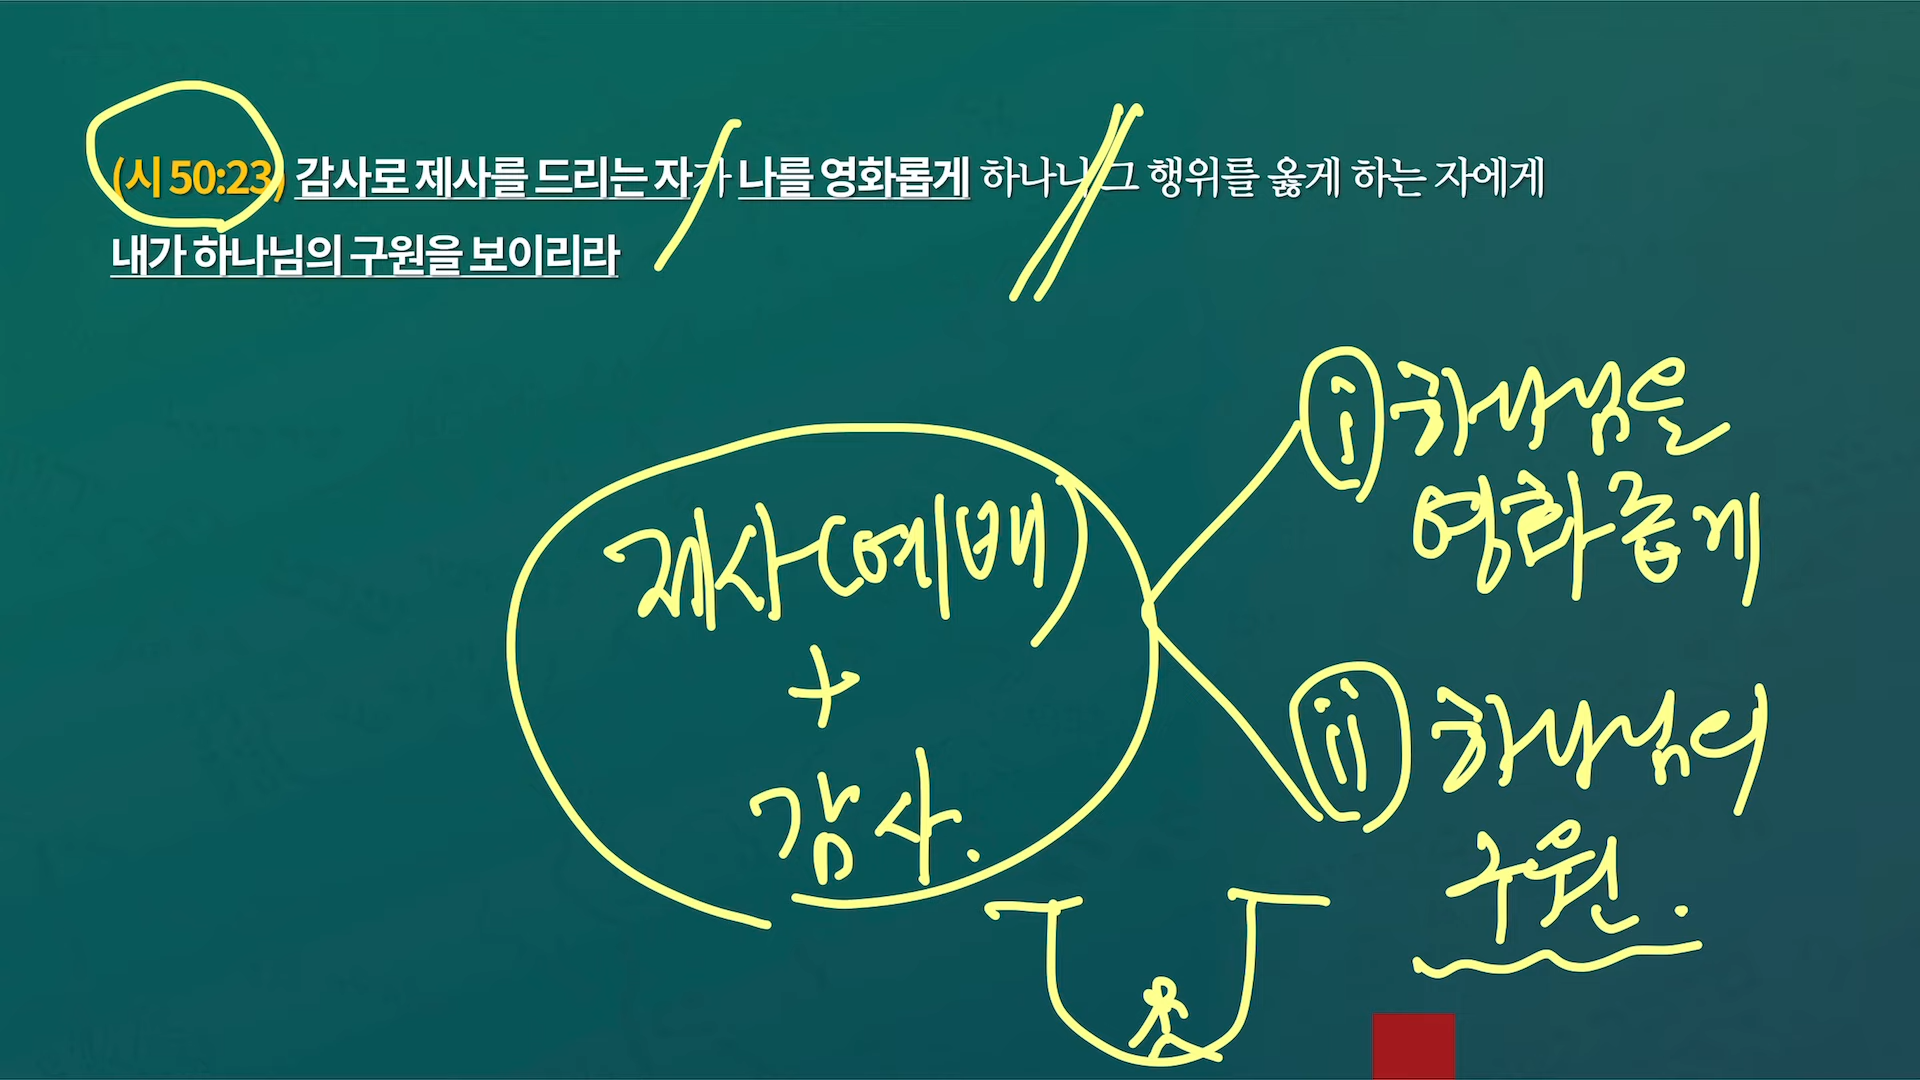 (시 50:23) 감사로 제사를 드리는 자가 나를 영화롭게 하나니 그 행위를 옳게 하는 자에게
내가 하나님의 구원을 보이리라
제사(예배)
+
감사.
i 하나님을
영화롭게
ii 하나님의
구원.